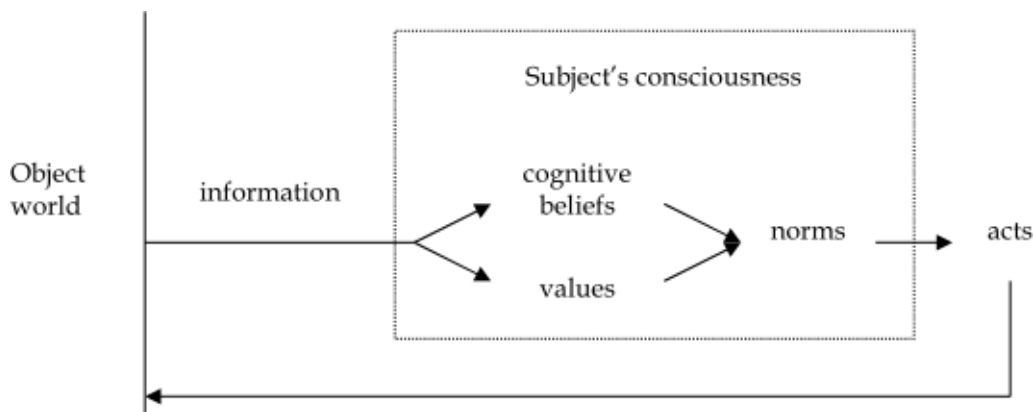 Subject's consciousness
Object
world
information
cognitive
beliefs
values
norms
acts